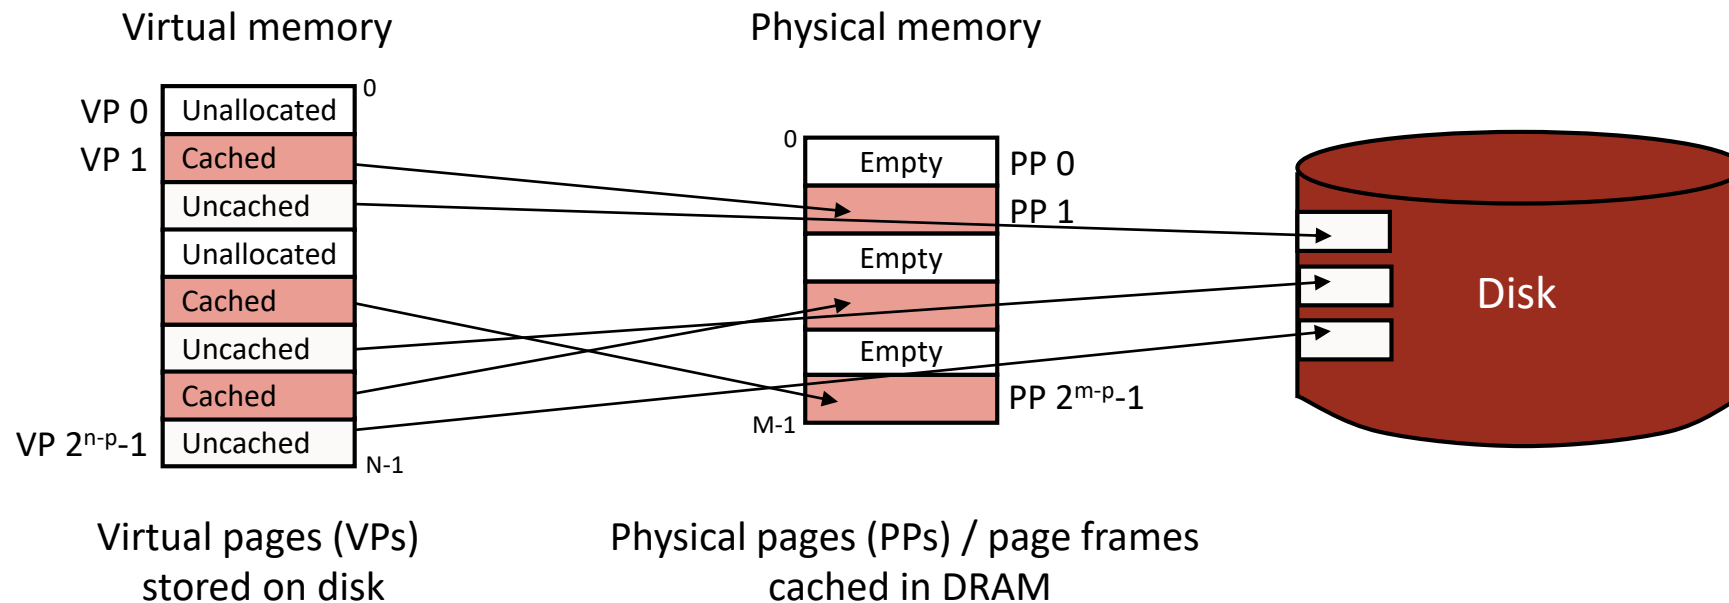 Virtual memory
Physical memory
0
VP 0
Unallocated
VP 1
Cached
Uncached
Unallocated
Cached
Uncached
Cached
VP 2ⁿ⁻ᵖ-1
Uncached
N-1
0
Empty
PP 0
PP 1
Empty
Empty
PP 2ᵐ⁻ᵖ-1
M-1
Disk
Virtual pages (VPs)
stored on disk
Physical pages (PPs) / page frames
cached in DRAM